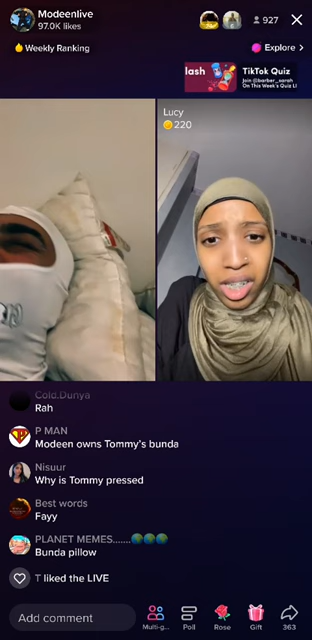 Modeenlive
97.0K likes
927
Weekly Ranking
Explore >
lash
TikTok Quiz
Join @barber_sarah
On This Week's Quiz LI
Lucy
220
Cold.Dunya
Rah
P MAN
Modeen owns Tommy's bunda
Nisuur
Why is Tommy pressed
Best words
Fayy
PLANET MEMES.......🌍🌍🌍
Bunda pillow
T liked the LIVE
Add comment
Multi-g...
Poll
Rose
Gift
363